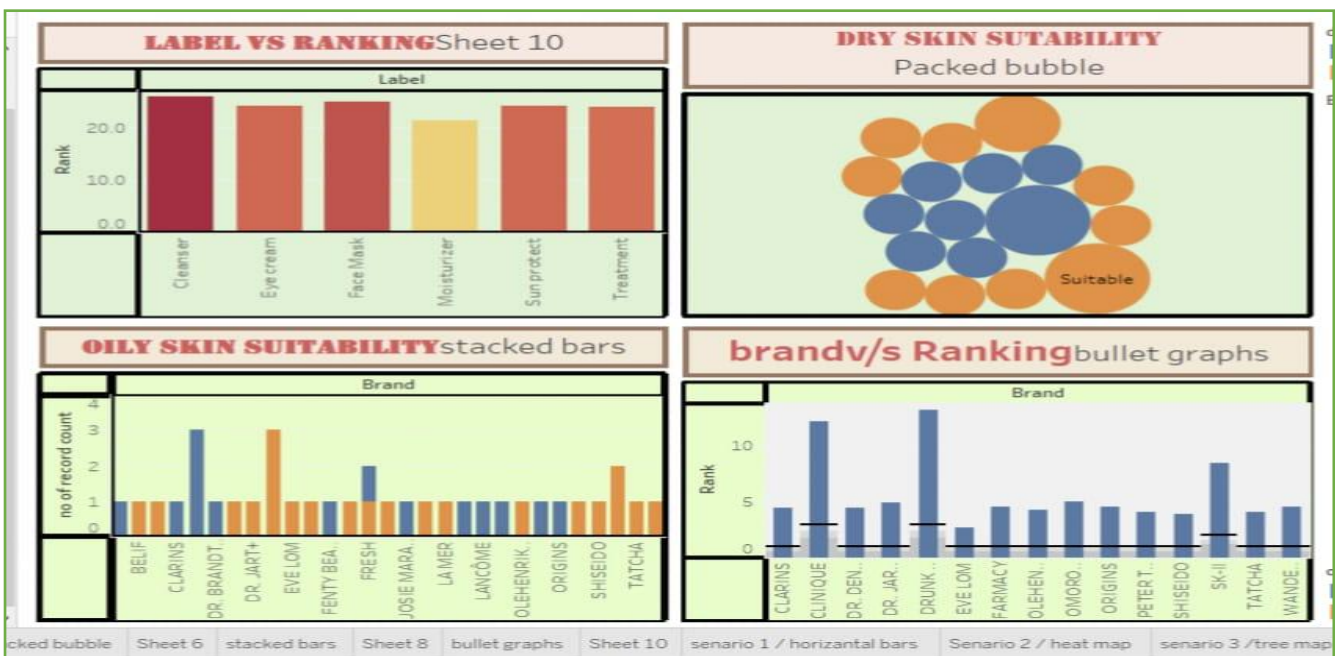 LABEL VS RANKINGSheet 10
Label
Rank
20.0
10.0
0.0
Cleanser
Eye cream
Face Mask
Moisturizer
Sun protect
Treatment
DRY SKIN SUTABILITY
Packed bubble
Suitable
OILY SKIN SUITABILITYstacked bars
Brand
no of record count
4
3
2
1
0
BELIF
CLARINS
DR. BRANDT..
DR. JART+
EVE LOM
FENTY BEA..
FRESH
JOSIE MARA..
LA MER
LANCÔME
OLEHENRIK..
ORIGINS
SHISEIDO
TATCHA
brandv/s Rankingbullet graphs
Brand
Rank
10
5
0
CLARINS
CLINIQUE
DR. DEN..
DR. JAR..
DRUNK ..
EVE LOM
FARMACY
OLEHEN..
OMORO..
ORIGINS
PETER T..
SHISEIDO
SK-II
TATCHA
WANDE..
cked bubble
Sheet 6
stacked bars
Sheet 8
bullet graphs
Sheet 10
senario 1 / horizantal bars
Senario 2 / heat map
senario 3 /tree map